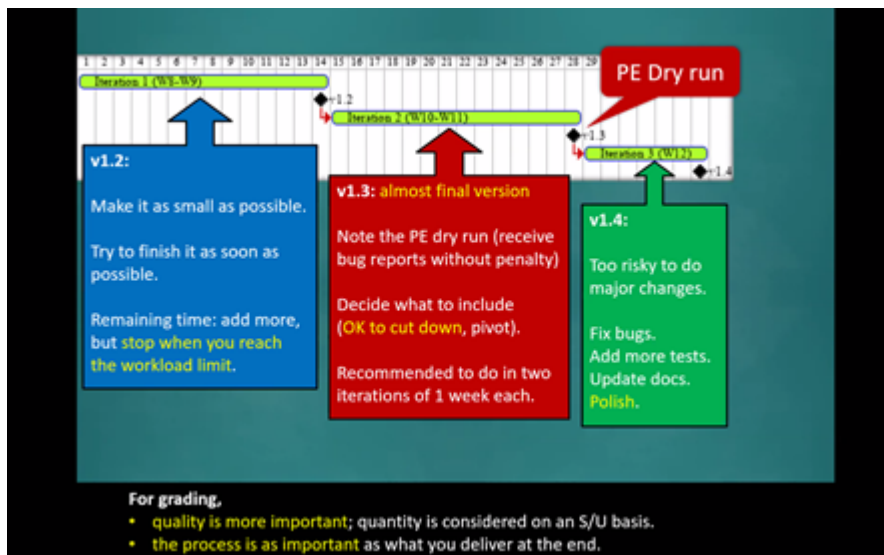 1 2 3 4 5 6 7 8 9 10 11 12 13 14 15 16 17 18 19 20 21 22 23 24 25 26 27 28 29
PE Dry run
Iteration 1 (W8-W9)
v1.2
Iteration 2 (W10-W11)
v1.3
Iteration 3 (W12)
v1.4
v1.2:
Make it as small as possible.
Try to finish it as soon as
possible.
Remaining time: add more,
but stop when you reach
the workload limit.
v1.3: almost final version
Note the PE dry run (receive
bug reports without penalty)
Decide what to include
(OK to cut down, pivot).
Recommended to do in two
iterations of 1 week each.
v1.4:
Too risky to do
major changes.
Fix bugs.
Add more tests.
Update docs.
Polish.
For grading,
• quality is more important; quantity is considered on an S/U basis.
• the process is as important as what you deliver at the end.